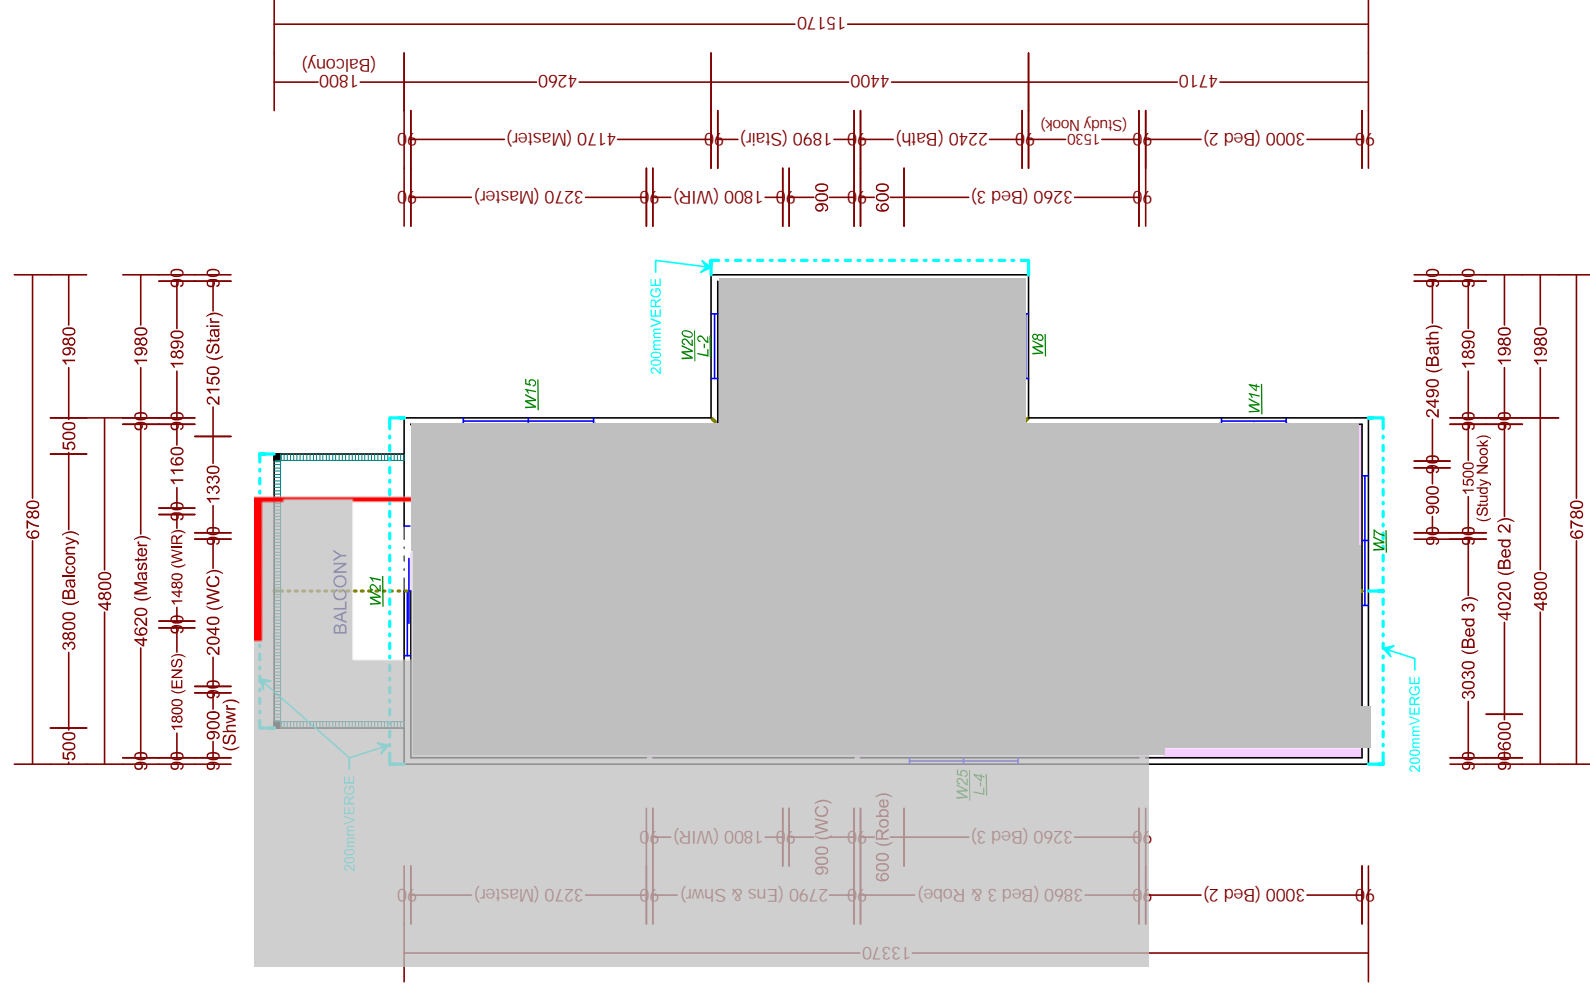 15170
1800
(Balcony)
4260
4400
4710
90
4170 (Master)
90
1890 (Stair)
90
2240 (Bath)
90
1530
(Study Nook)
90
3000 (Bed 2)
90
90
3270 (Master)
90
1800 (WIR)
90
900
90
600
3260 (Bed 3)
90
6780
1980
500
3800 (Balcony)
500
4800
1980
90
4620 (Master)
90
90
1890
90
1160
90
1480 (WIR)
90
1800 (ENS)
90
90
2150 (Stair)
1330
90
2040 (WC)
90
900
(Shwr)
90
200mmVERGE
W20
L-2
W8
W15
W14
W21
BALCONY
W7
W25
L-4
200mmVERGE
200mmVERGE
90
2490 (Bath)
90
900
90
90
1890
90
1500
(Study Nook)
90
3030 (Bed 3)
90
1980
90
4020 (Bed 2)
600
90
1980
4800
6780
90
1800 (WIR)
90
900 (WC)
90
600 (Robe)
3260 (Bed 3)
90
90
3270 (Master)
90
2790 (Ens & Shwr)
90
3860 (Bed 3 & Robe)
90
3000 (Bed 2)
90
13370